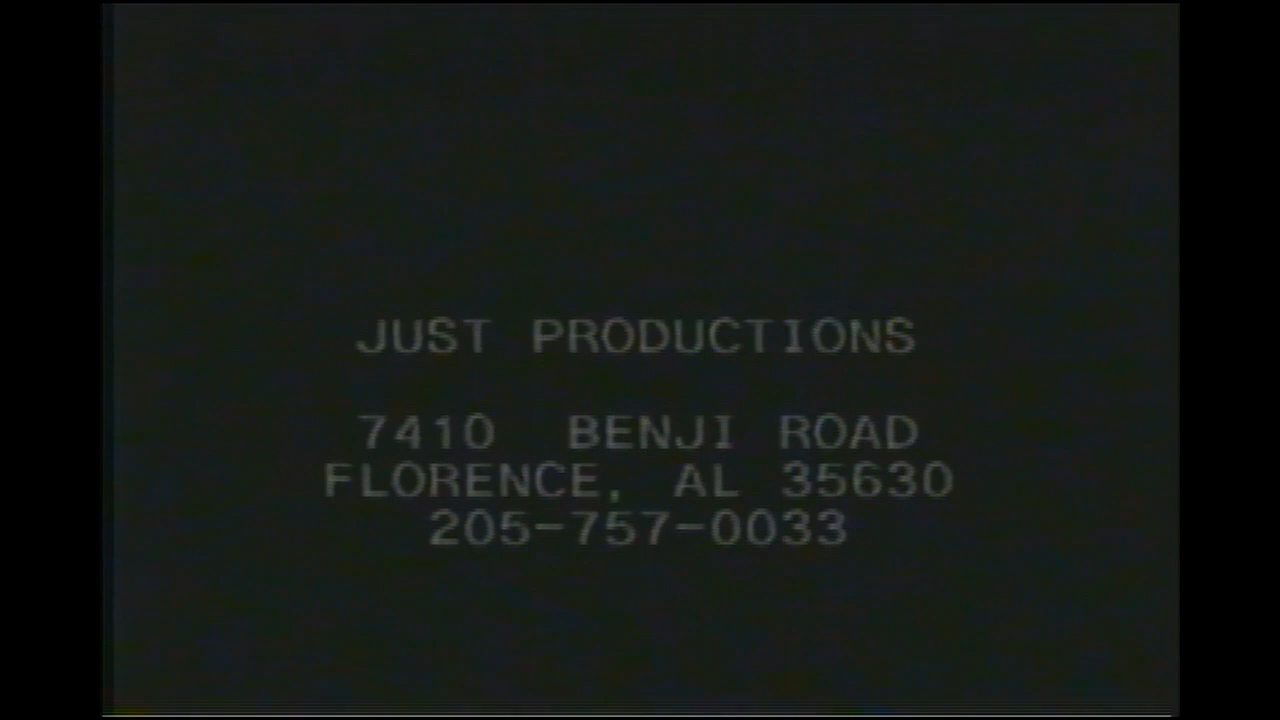 JUST PRODUCTIONS
7410 BENJI ROAD
FLORENCE, AL 35630
205-757-0033